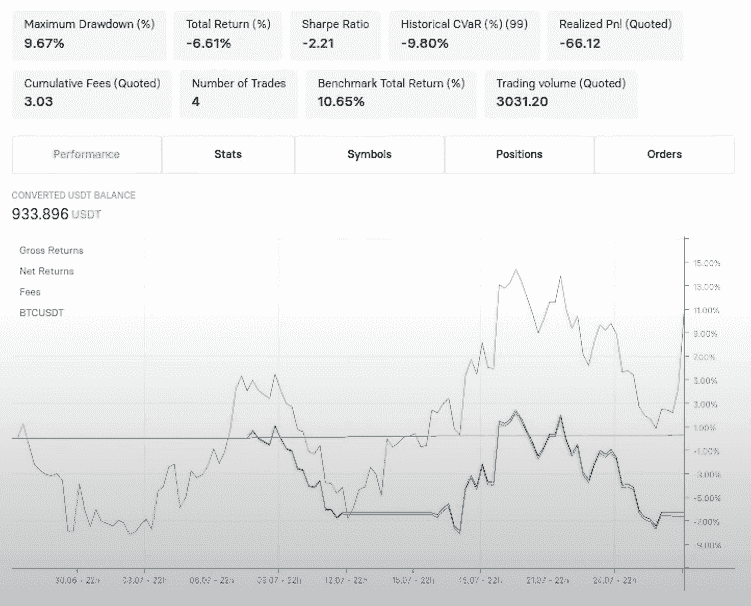 Maximum Drawdown (%) Total Return (%) Sharpe Ratio Historical CVaR (%) (99) Realized Pnl (Quoted)
9.67% -6.61% -2.21 -9.80% -66.12
Cumulative Fees (Quoted) Number of Trades Benchmark Total Return (%) Trading volume (Quoted)
3.03 4 10.65% 3031.20
Performance Stats Symbols Positions Orders
CONVERTED USDT BALANCE
933.896 USDT
Gross Returns
Net Returns
Fees
BTCUSDT
15.00%
13.00%
11.00%
9.00%
7.00%
5.00%
3.00%
1.00%
-1.00%
-3.00%
-5.00%
-7.00%
-9.00%
30.06 - 22h 03.07 - 22h 06.07 - 22h 09.07 - 22h 12.07 - 22h 15.07 - 22h 18.07 - 22h 21.07 - 22h 24.07 - 22h